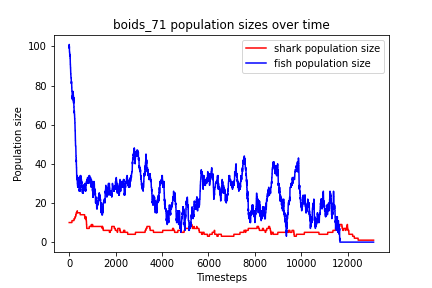 boids_71 population sizes over time
shark population size
fish population size
Population size
100
80
60
40
20
0
0 2000 4000 6000 8000 10000 12000
Timesteps